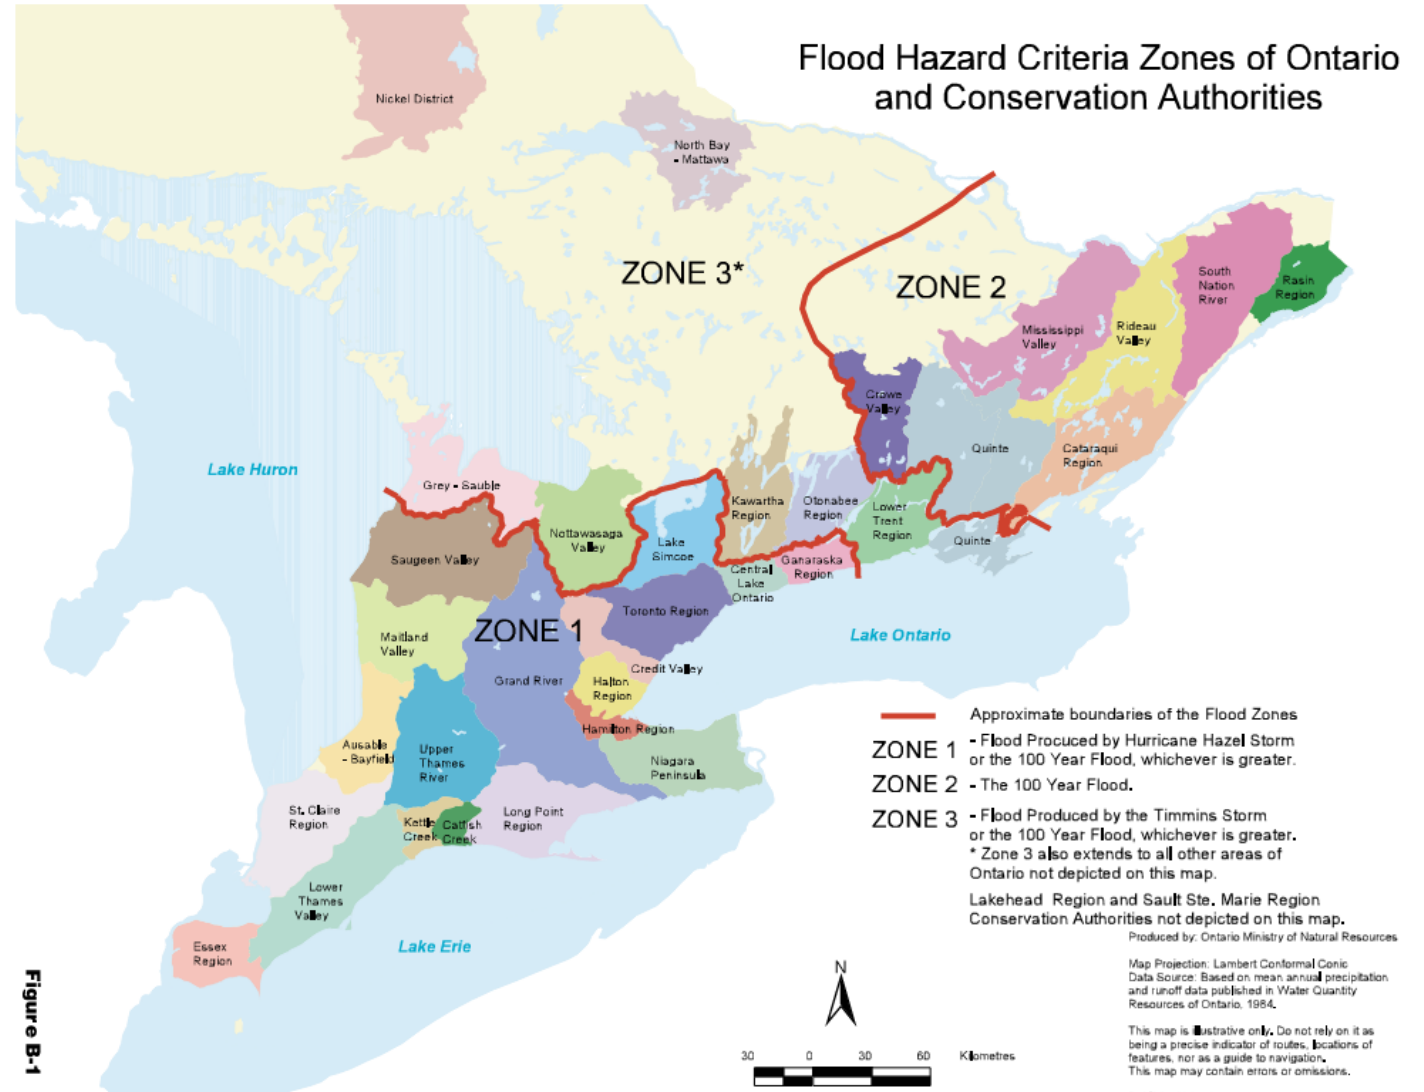 Flood Hazard Criteria Zones of Ontario
and Conservation Authorities
Nickel District
North Bay
- Mattawa
ZONE 3*
ZONE 2
South
Nation
River
Rasin
Region
Mississippi
Valley
Rideau
Valley
Crowe
Valley
Quinte
Cataraqui
Region
Lake Huron
Grey - Sauble
Kawartha
Region
Otonabee
Region
Lower
Trent
Region
Nottawasaga
Valley
Lake
Simcoe
Quinte
Saugeen Valley
Ganaraska
Region
Central
Lake
Ontario
Toronto Region
ZONE 1
Maitland
Valley
Lake Ontario
Grand River
Credit Valley
Halton
Region
Hamilton Region
Ausable
- Bayfield
Upper
Thames
River
Niagara
Peninsula
St. Claire
Region
Kettle
Creek
Catfish
Creek
Long Point
Region
Lower
Thames
Valley
Essex
Region
Lake Erie
Approximate boundaries of the Flood Zones
ZONE 1 - Flood Procuced by Hurricane Hazel Storm
or the 100 Year Flood, whichever is greater.
ZONE 2 - The 100 Year Flood.
ZONE 3 - Flood Produced by the Timmins Storm
or the 100 Year Flood, whichever is greater.
* Zone 3 also extends to all other areas of
Ontario not depicted on this map.
Lakehead Region and Sault Ste. Marie Region
Conservation Authorities not depicted on this map.
Produced by: Ontario Ministry of Natural Resources
Map Projection: Lambert Conformal Conic
Data Source: Based on mean annual precipitation
and runoff data published in Water Quantity
Resources of Ontario, 1984.
This map is illustrative only. Do not rely on it as
being a precise indicator of routes, locations of
features, nor as a guide to navigation.
This map may contain errors or omissions.
N
30 0 30 60 Kilometres
Figure B-1